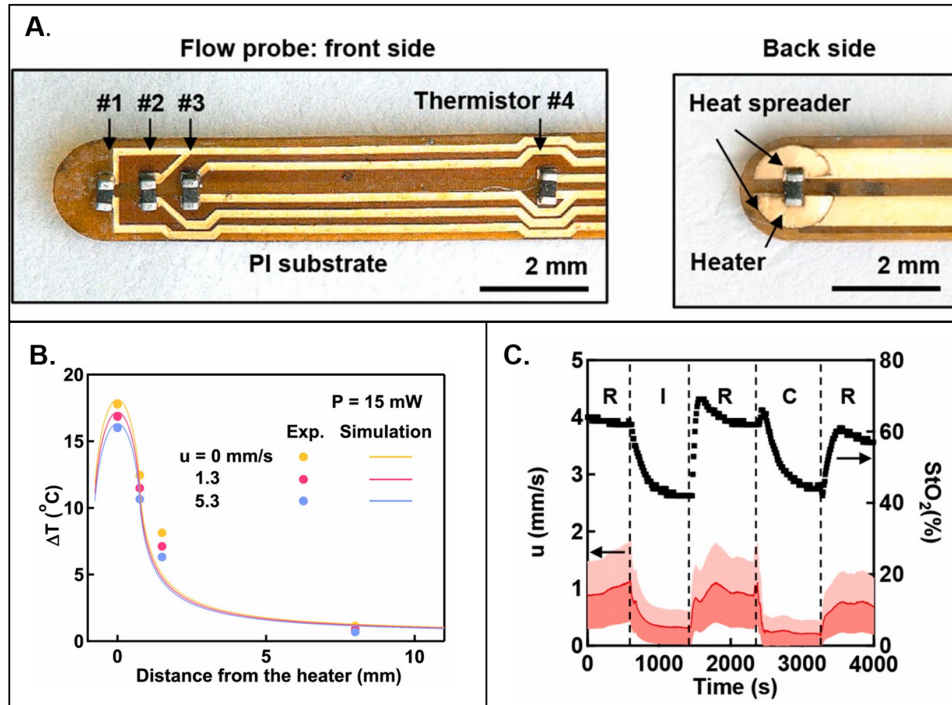 A.
Flow probe: front side
Back side
#1 #2 #3 Thermistor #4
Heat spreader
PI substrate
2 mm
Heater
2 mm
B.
20
15
10
5
0
ΔT (°C)
P = 15 mW
Exp. Simulation
u = 0 mm/s
1.3
5.3
0 5 10
Distance from the heater (mm)
C.
5
4
3
2
1
0
u (mm/s)
R I R C R
80
60
40
20
0
StO2(%)
0 1000 2000 3000 4000
Time (s)